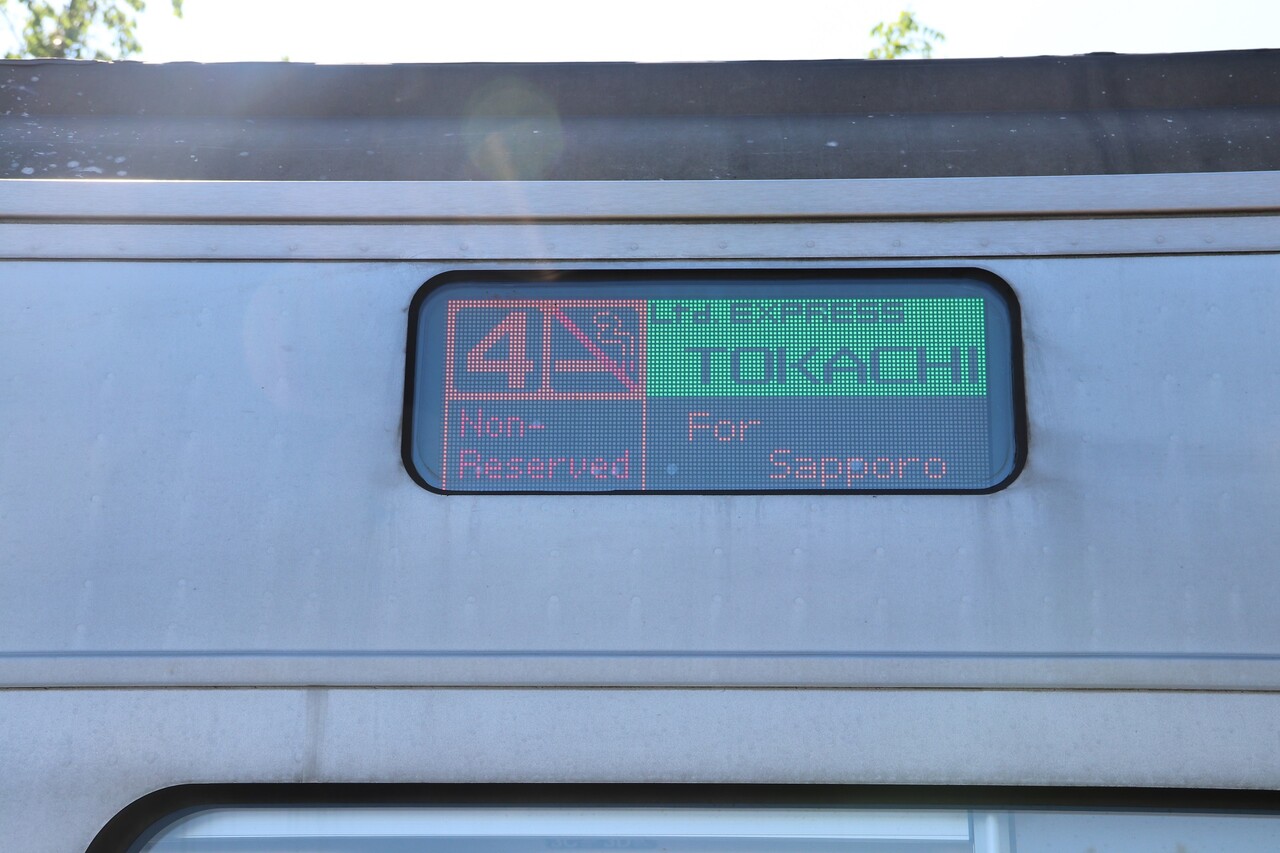 4
Non-
Reserved
Ltd.EXPRESS
TOKACHI
For
Sapporo